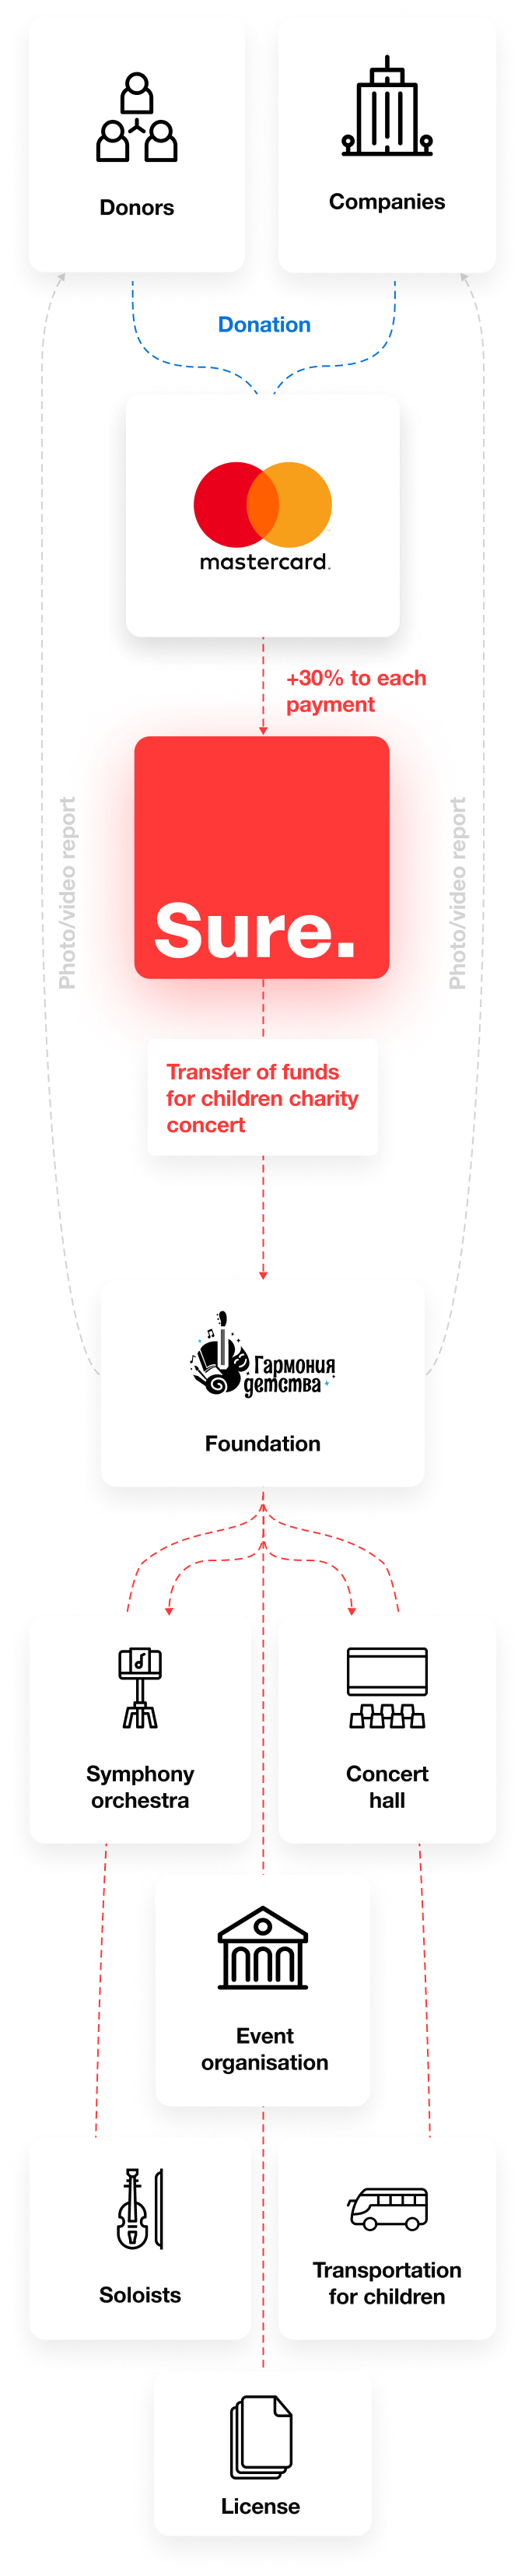 Donors
Companies
Donation
mastercard.
+30% to each
payment
Photo/video report
Photo/video report
Sure.
Transfer of funds
for children charity
concert
Гармония
детства
Foundation
Symphony
orchestra
Concert
hall
Event
organisation
Soloists
Transportation
for children
License